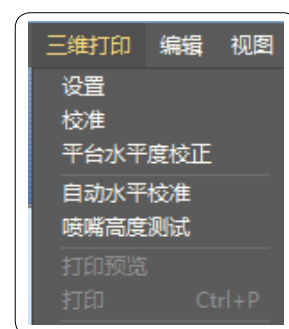 三维打印 编辑 视图
设置
校准
平台水平度校正
自动水平校准
喷嘴高度测试
打印预览
打印 Ctrl+P